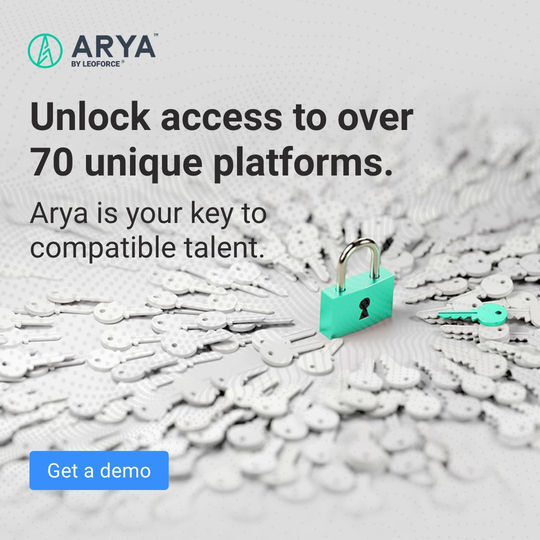 ARYA™
BY LEOFORCE®
Unlock access to over
70 unique platforms.
Arya is your key to
compatible talent.
Get a demo